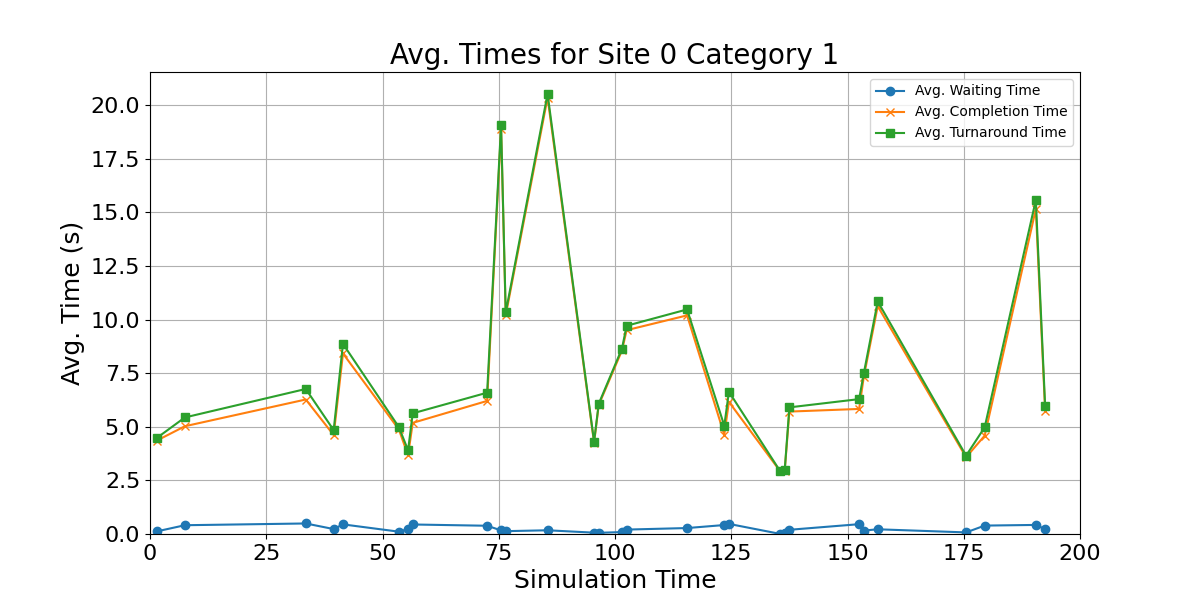 Avg. Times for Site 0 Category 1
Avg. Waiting Time
Avg. Completion Time
Avg. Turnaround Time
Avg. Time (s)
20.0
17.5
15.0
12.5
10.0
7.5
5.0
2.5
0.0
0 25 50 75 100 125 150 175 200
Simulation Time